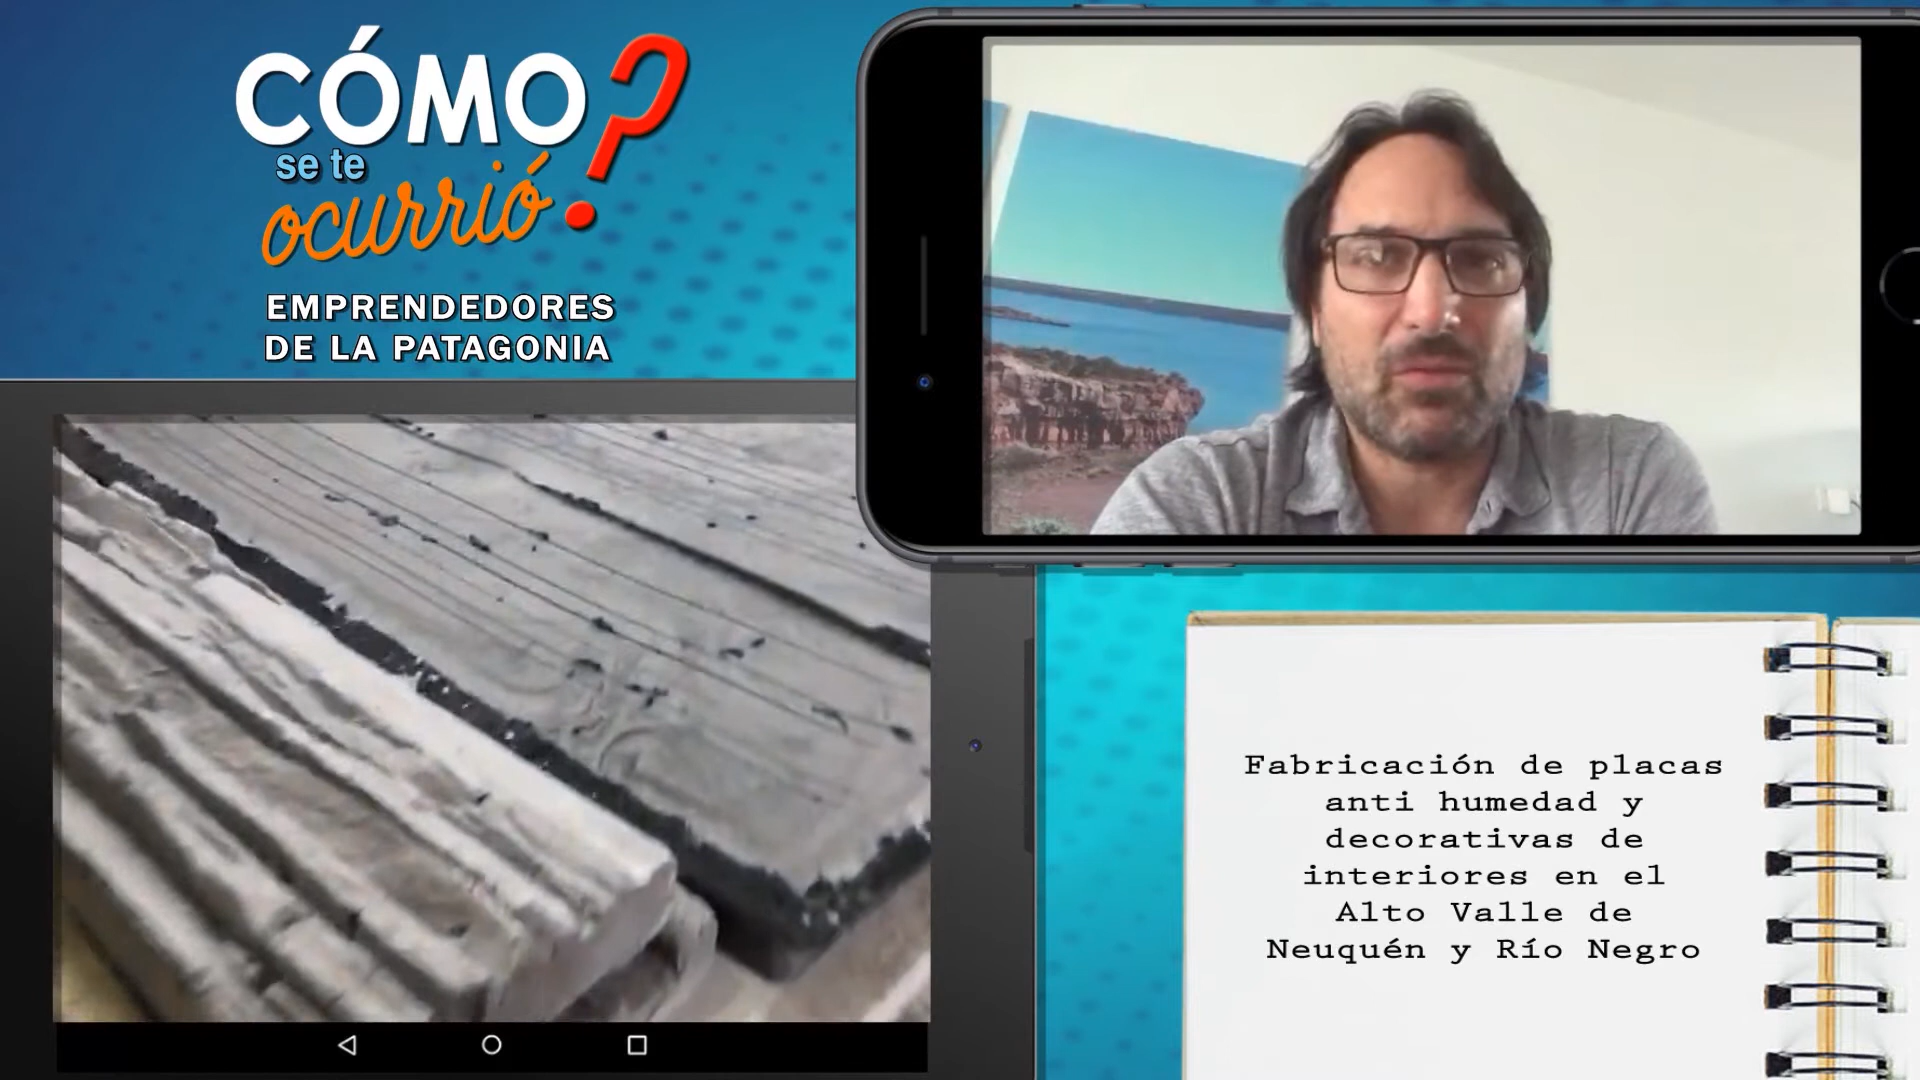 CÓMO?
se te
ocurrió
EMPRENDEDORES
DE LA PATAGONIA
Fabricación de placas
anti humedad y
decorativas de
interiores en el
Alto Valle de
Neuquén y Río Negro